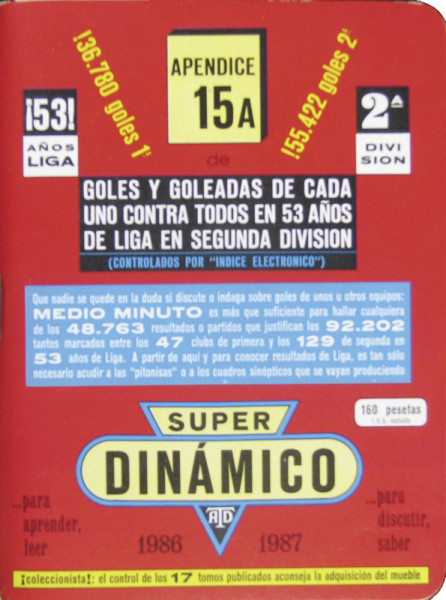 !36.780 goles 1ª
APENDICE
15A
!55.422 goles 2ª
¡53!
AÑOS
LIGA
2ª
DIVI
SION
de
GOLES Y GOLEADAS DE CADA
UNO CONTRA TODOS EN 53 AÑOS
DE LIGA EN SEGUNDA DIVISION
(CONTROLADOS POR "INDICE ELECTRONICO")
Que nadie se quede en la duda si discute o indaga sobre goles de unos u otros equipos:
MEDIO MINUTO es más que suficiente para hallar cualquiera
de los 48.763 resultados o partidos que justifican los 92.202
tantos marcados entre los 47 clubs de primera y los 129 de segunda en
53 años de Liga. A partir de aquí y para conocer resultados de Liga, es tan sólo
necesario acudir a las "pitonisas" o a los cuadros sinópticos que se vayan produciendo
160 pesetas
I.V.A. incluido
SUPER
DINÁMICO
ATD
...para
aprender,
leer
1986
1987
...para
discutir,
saber
¡coleccionista!: el control de los 17 tomos publicados aconseja la adquisición del mueble